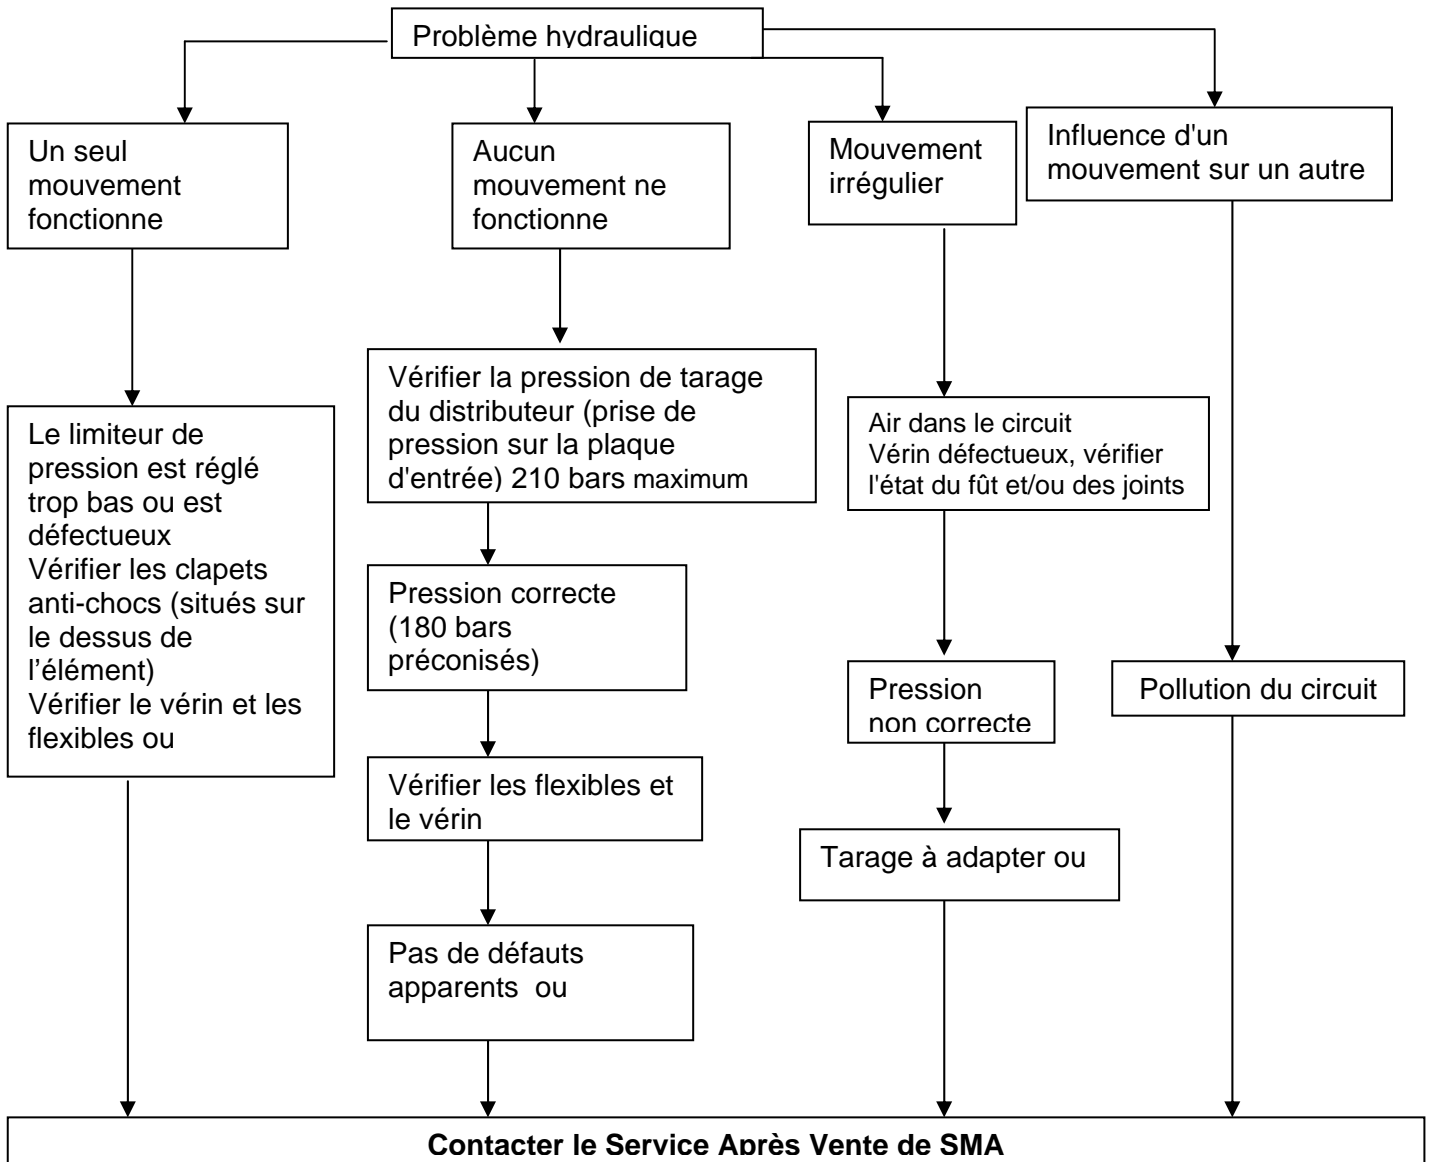 Problème hydraulique
Un seul
mouvement
fonctionne
Aucun
mouvement ne
fonctionne
Mouvement
irrégulier
Influence d'un
mouvement sur un autre
Le limiteur de
pression est réglé
trop bas ou est
défectueux
Vérifier les clapets
anti-chocs (situés sur
le dessus de
l'élément)
Vérifier le vérin et les
flexibles ou
Vérifier la pression de tarage
du distributeur (prise de
pression sur la plaque
d'entrée) 210 bars maximum
Pression correcte
(180 bars
préconisés)
Vérifier les flexibles et
le vérin
Pas de défauts
apparents ou
Air dans le circuit
Vérin défectueux, vérifier
l'état du fût et/ou des joints
Pression
non correcte
Tarage à adapter ou
Pollution du circuit
Contacter le Service Après Vente de SMA